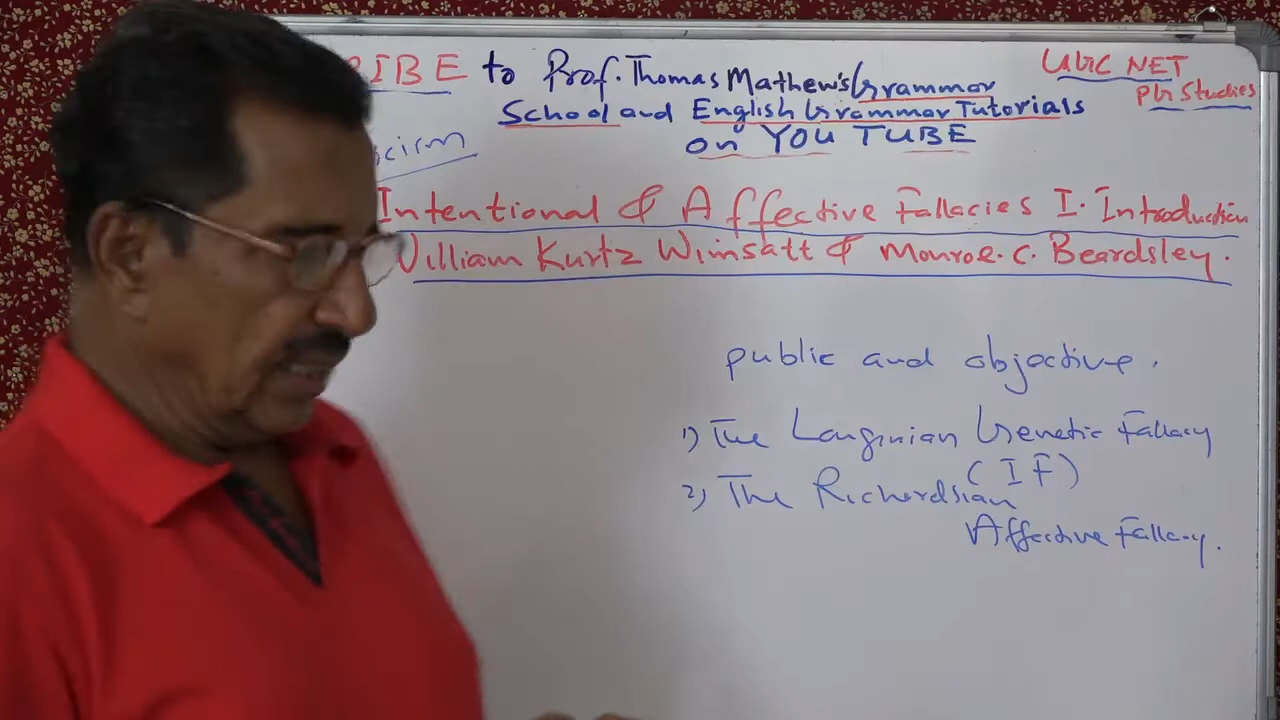 RIBE to Prof. Thomas Mathew's Grammar
School and English Grammar Tutorials
on YOU TUBE
UGC NET
PG Studies
cism
Intentional & Affective Fallacies I. Introduction
William Kurtz Wimsatt & Monroe. C. Beardsley.
public and objective.
1) The Longinian Genetic Fallacy
(IF)
2) The Richardsian
Affective Fallacy.